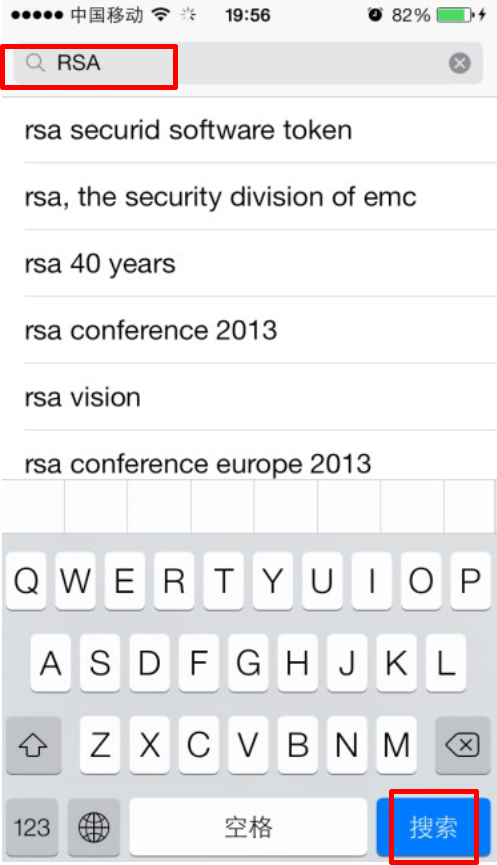 中国移动 19:56 82%
RSA
rsa securid software token
rsa, the security division of emc
rsa 40 years
rsa conference 2013
rsa vision
rsa conference europe 2013
Q W E R T Y U I O P
A S D F G H J K L
Z X C V B N M
123 空格 搜索